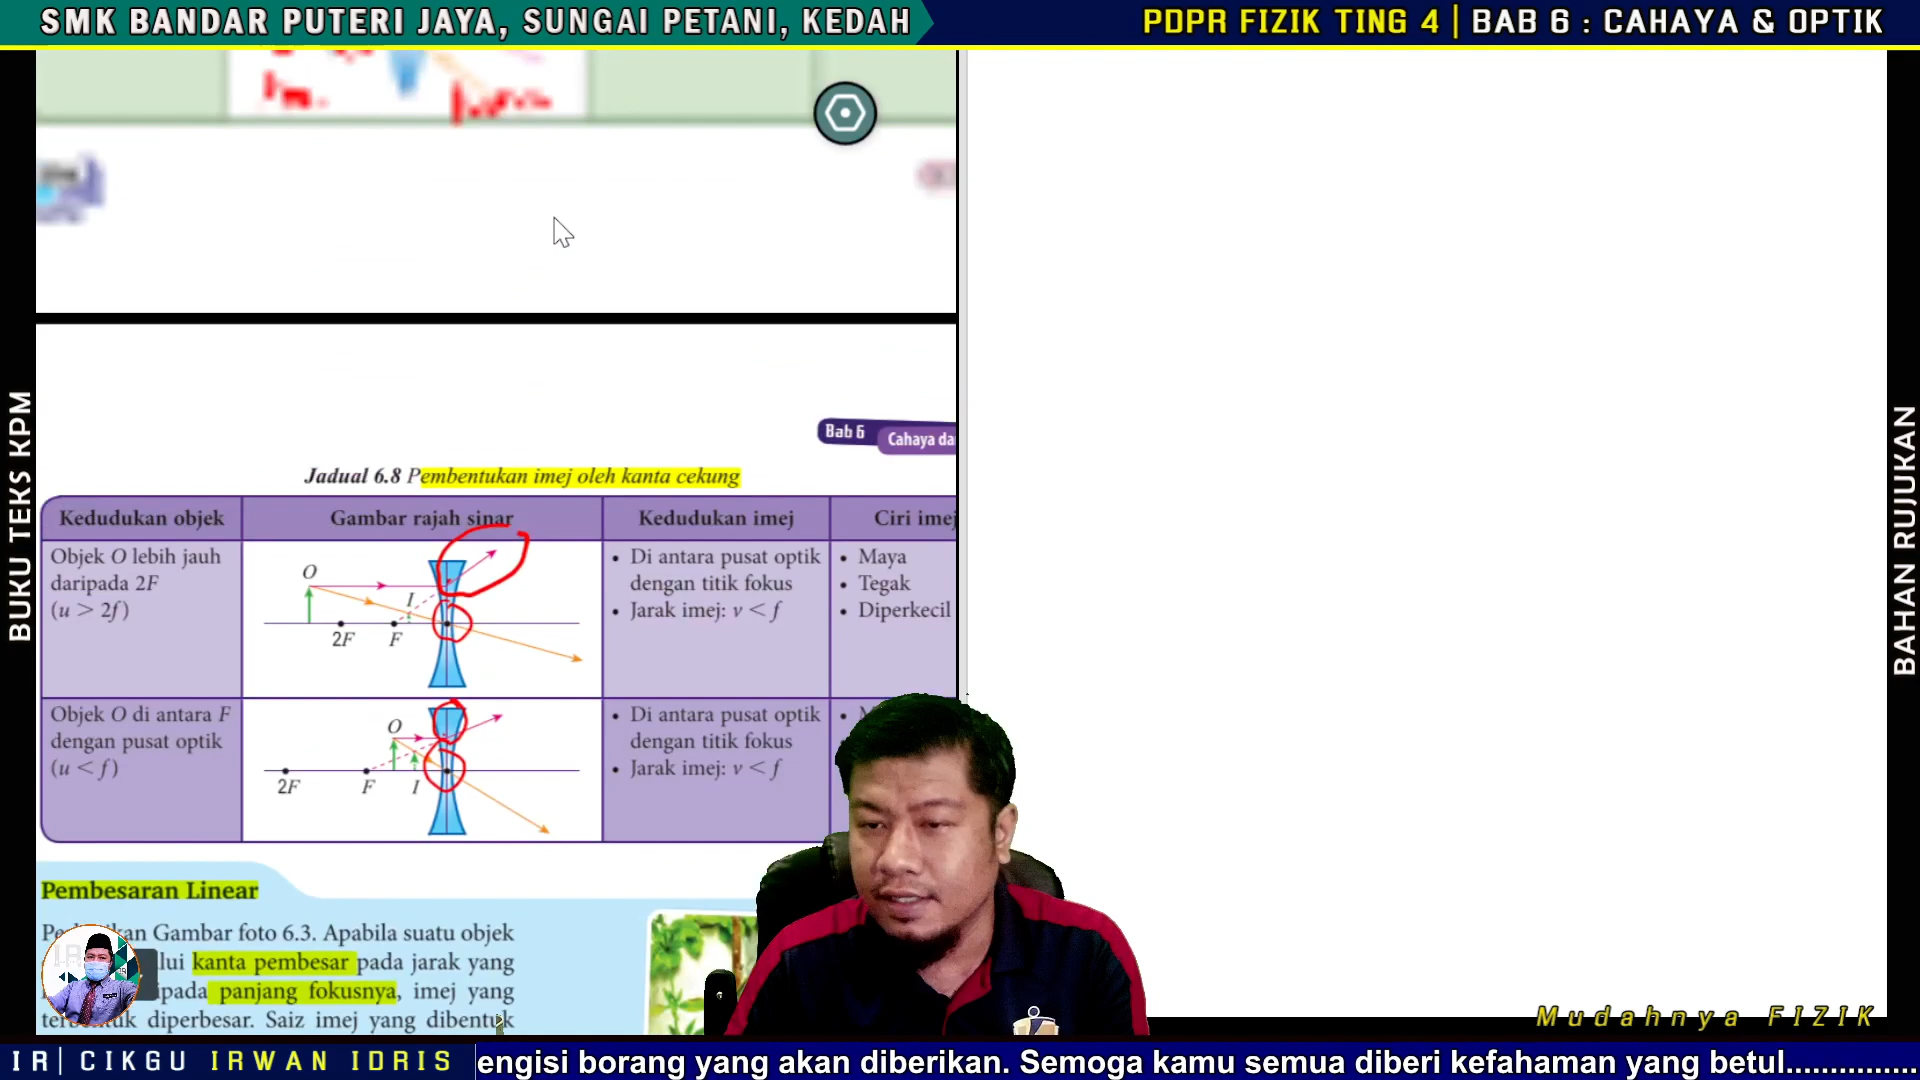 SMK BANDAR PUTERI JAYA, SUNGAI PETANI, KEDAH
PDPR FIZIK TING 4 | BAB 6 : CAHAYA & OPTIK
BUKU TEKS KPM
BAHAN RUJUKAN
Bab 6
Cahaya da
Jadual 6.8 Pembentukan imej oleh kanta cekung
Kedudukan objek
Gambar rajah sinar
Kedudukan imej
Ciri imej
Objek O lebih jauh
daripada 2F
(u > 2f)
O
I
2F
F
• Di antara pusat optik
dengan titik fokus
• Jarak imej: v < f
• Maya
• Tegak
• Diperkecil
Objek O di antara F
dengan pusat optik
(u < f)
O
2F
F
I
• Di antara pusat optik
dengan titik fokus
• Jarak imej: v < f
Pembesaran Linear
kan Gambar foto 6.3. Apabila suatu objek
lui kanta pembesar pada jarak yang
ipada panjang fokusnya, imej yang
diperbesar. Saiz imej yang dibentuk
Mudahnya FIZIK
IR| CIKGU IRWAN IDRIS
engisi borang yang akan diberikan. Semoga kamu semua diberi kefahaman yang betul...............